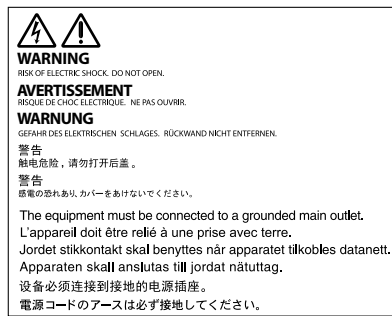 WARNING
RISK OF ELECTRIC SHOCK. DO NOT OPEN.
AVERTISSEMENT
RISQUE DE CHOC ELECTRIQUE. NE PAS OUVRIR.
WARNUNG
GEFAHR DES ELEKTRISCHEN SCHLAGES. RÜCKWAND NICHT ENTFERNEN.
警告
触电危险，请勿打开后盖。
警告
感電の恐れあり、カバーをあけないでください。
The equipment must be connected to a grounded main outlet.
L'appareil doit être relié à une prise avec terre.
Jordet stikkontakt skal benyttes når apparatet tilkobles datanett.
Apparaten skall anslutas till jordat nätuttag.
设备必须连接到接地的电源插座。
電源コードのアースは必ず接地してください。